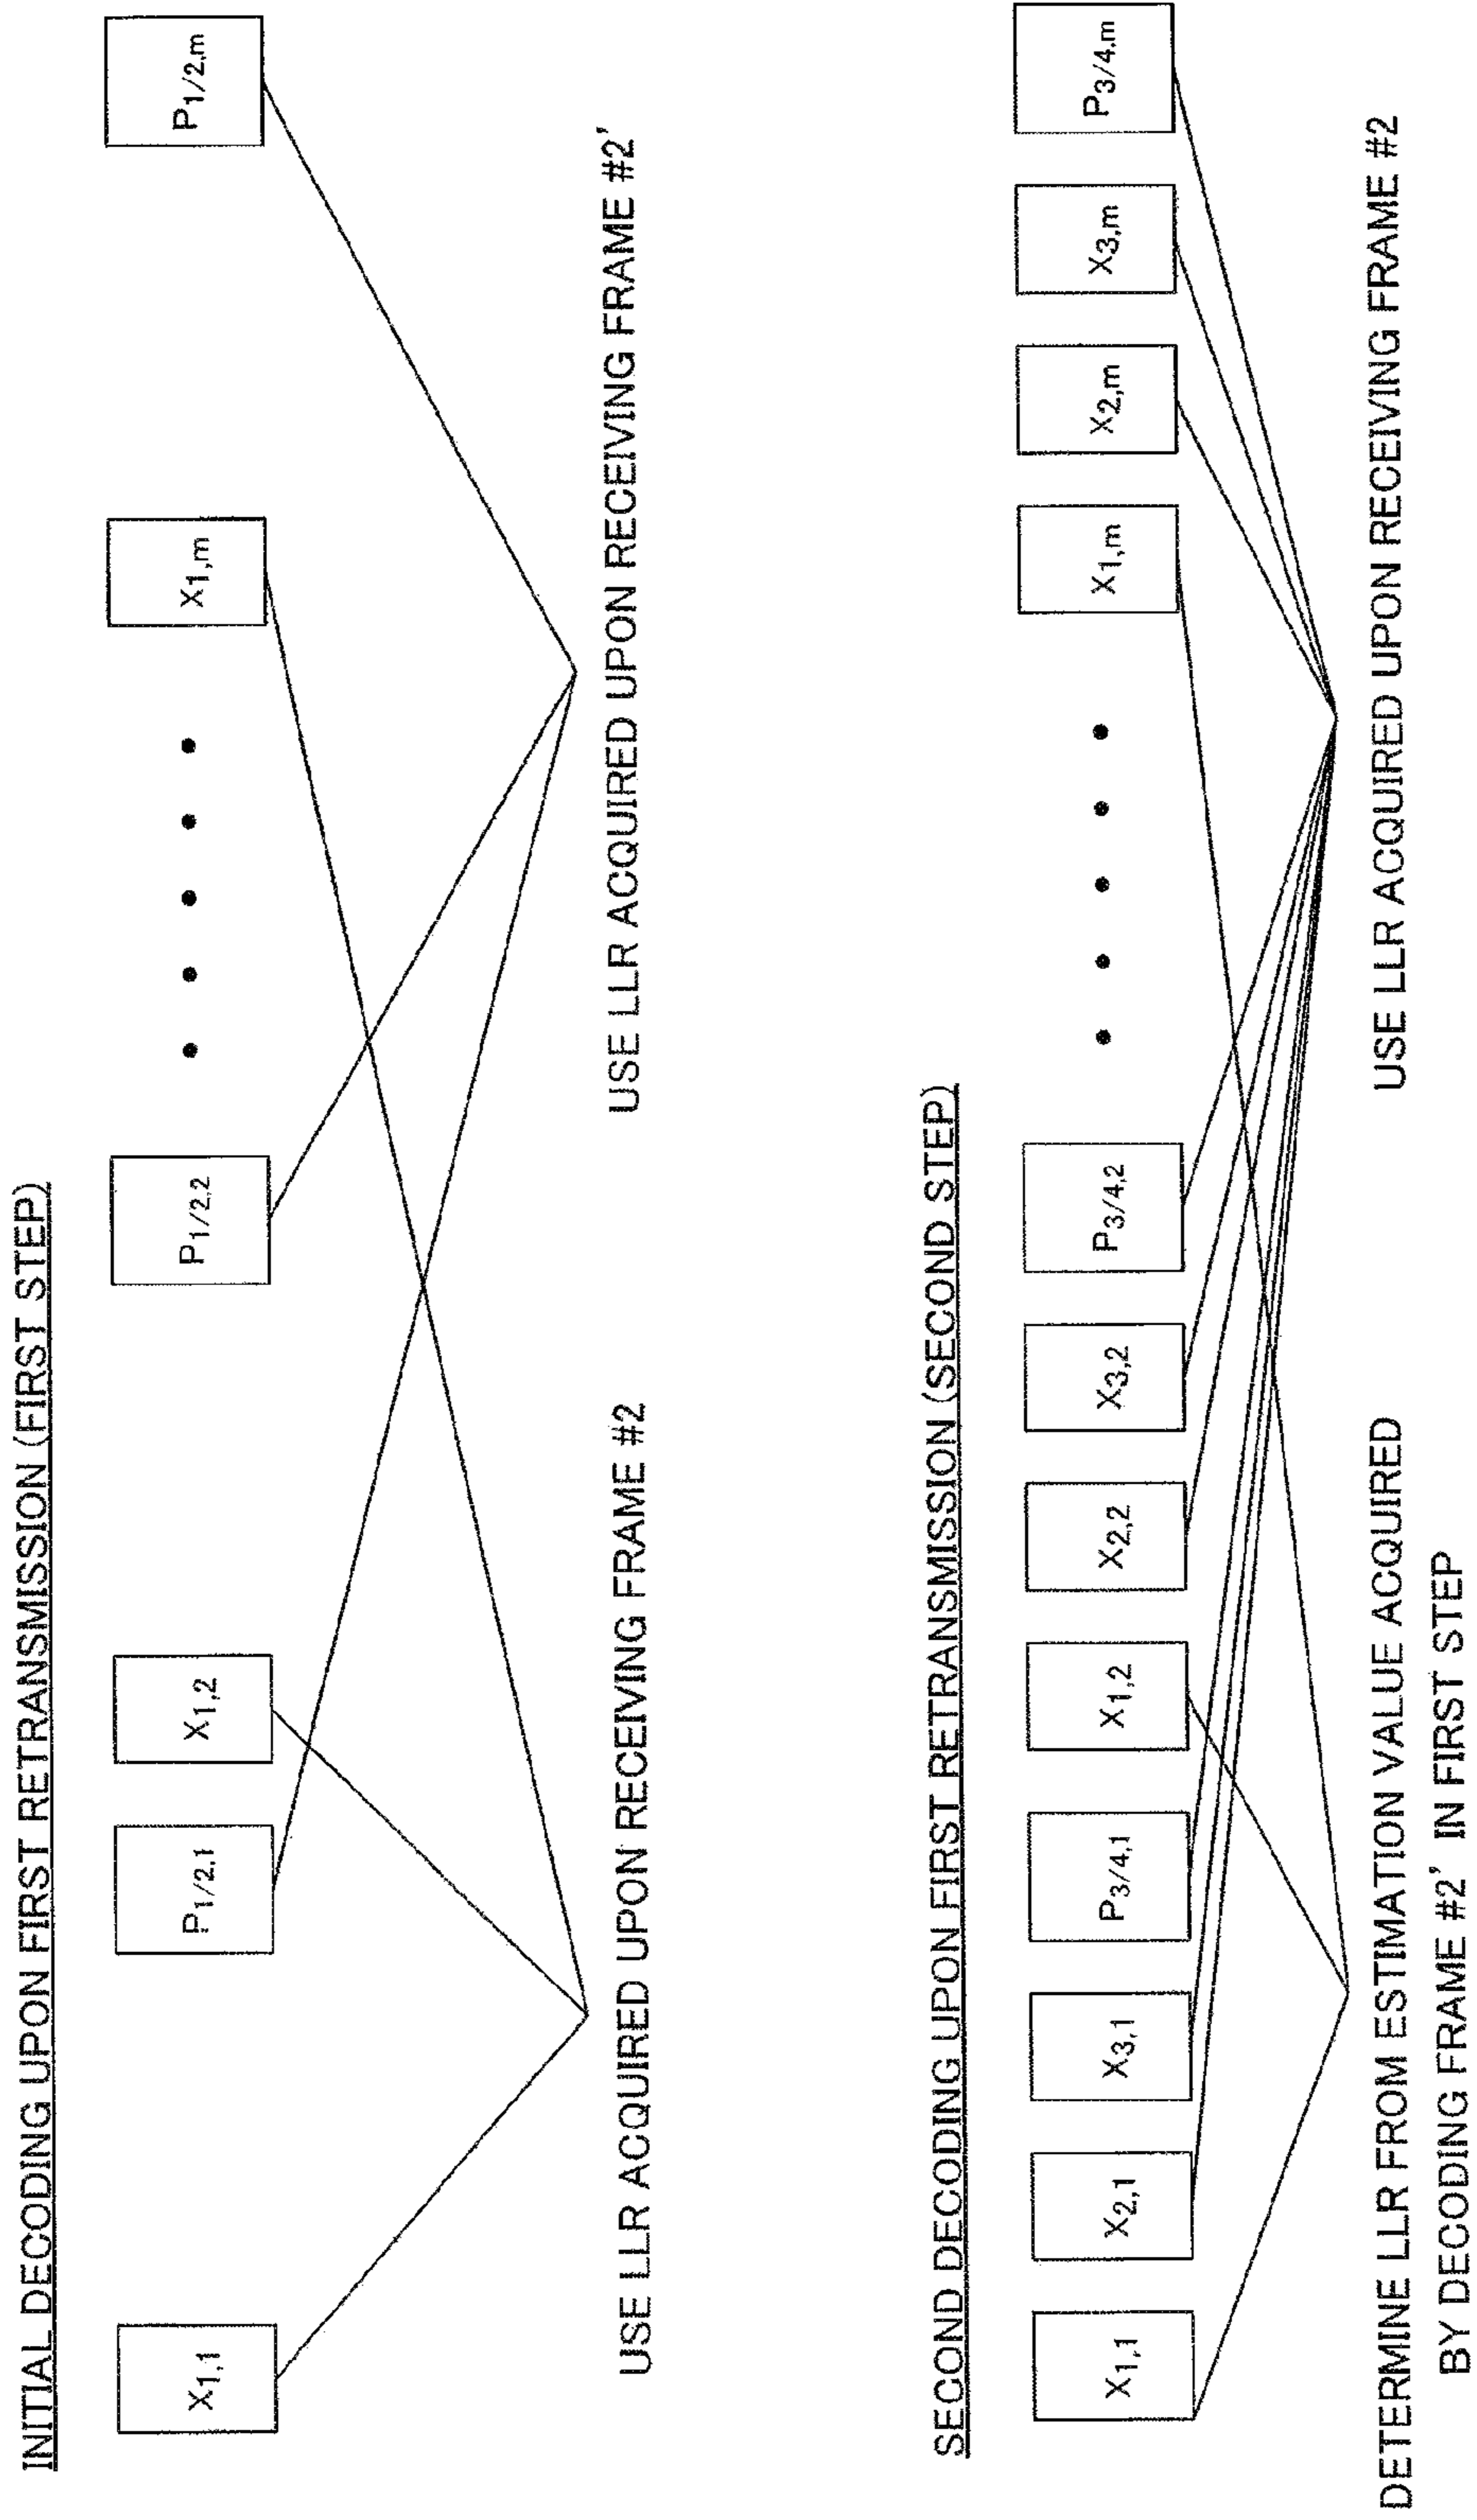 INITIAL DECODING UPON FIRST RETRANSMISSION (FIRST STEP)
X1,1 P1/2,1 X1,2 P1/2,2 • • • • • X1,m P1/2,m
USE LLR ACQUIRED UPON RECEIVING FRAME #2
USE LLR ACQUIRED UPON RECEIVING FRAME #2'
SECOND DECODING UPON FIRST RETRANSMISSION (SECOND STEP)
X1,1 X2,1 X3,1 P3/4,1 X1,2 X2,2 X3,2 P3/4,2 • • • • • X1,m X2,m X3,m P3/4,m
DETERMINE LLR FROM ESTIMATION VALUE ACQUIRED
BY DECODING FRAME #2' IN FIRST STEP
USE LLR ACQUIRED UPON RECEIVING FRAME #2